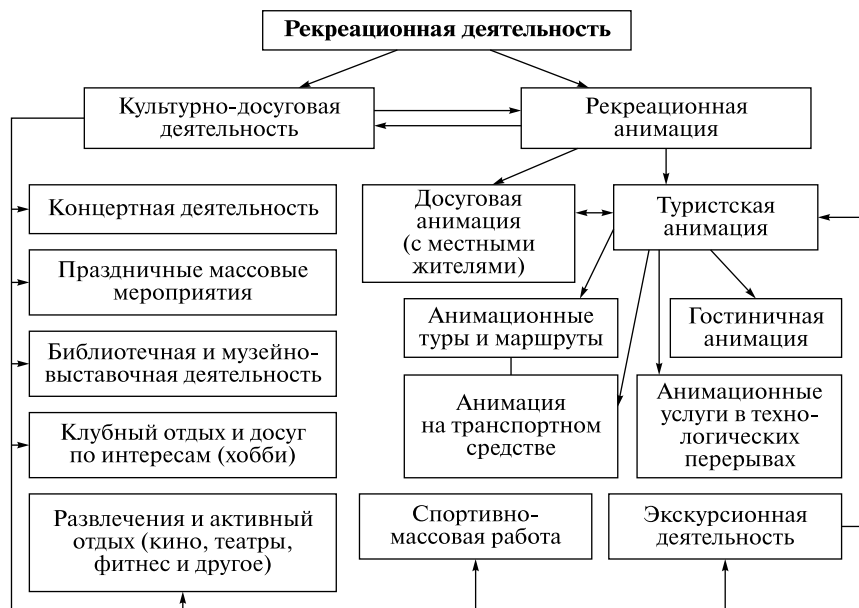 Рекреационная деятельность
Культурно-досуговая
деятельность
Рекреационная
анимация
Концертная деятельность
Досуговая
анимация
(с местными
жителями)
Туристская
анимация
Праздничные массовые
мероприятия
Анимационные
туры и маршруты
Гостиничная
анимация
Библиотечная и музейно-
выставочная деятельность
Анимация
на транспортном
средстве
Анимационные
услуги в техно-
логических
перерывах
Клубный отдых и досуг
по интересам (хобби)
Развлечения и активный
отдых (кино, театры,
фитнес и другое)
Спортивно-
массовая работа
Экскурсионная
деятельность